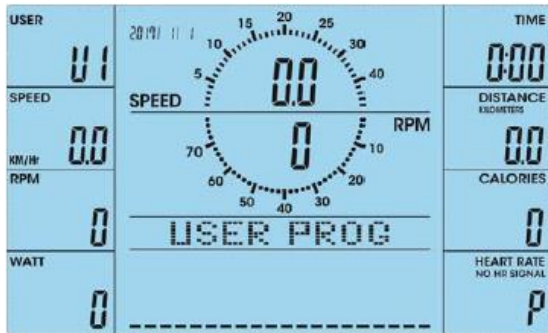 USER
U 1
SPEED
KM/Hr 0.0
RPM
0
WATT
0
5 10 15 20 25 30 40
SPEED 0.0
0 RPM
70 60 50 40 30 20 10
USER PROG
TIME
0:00
DISTANCE
KILOMETERS
0.0
CALORIES
0
HEART RATE
NO HR SIGNAL
P